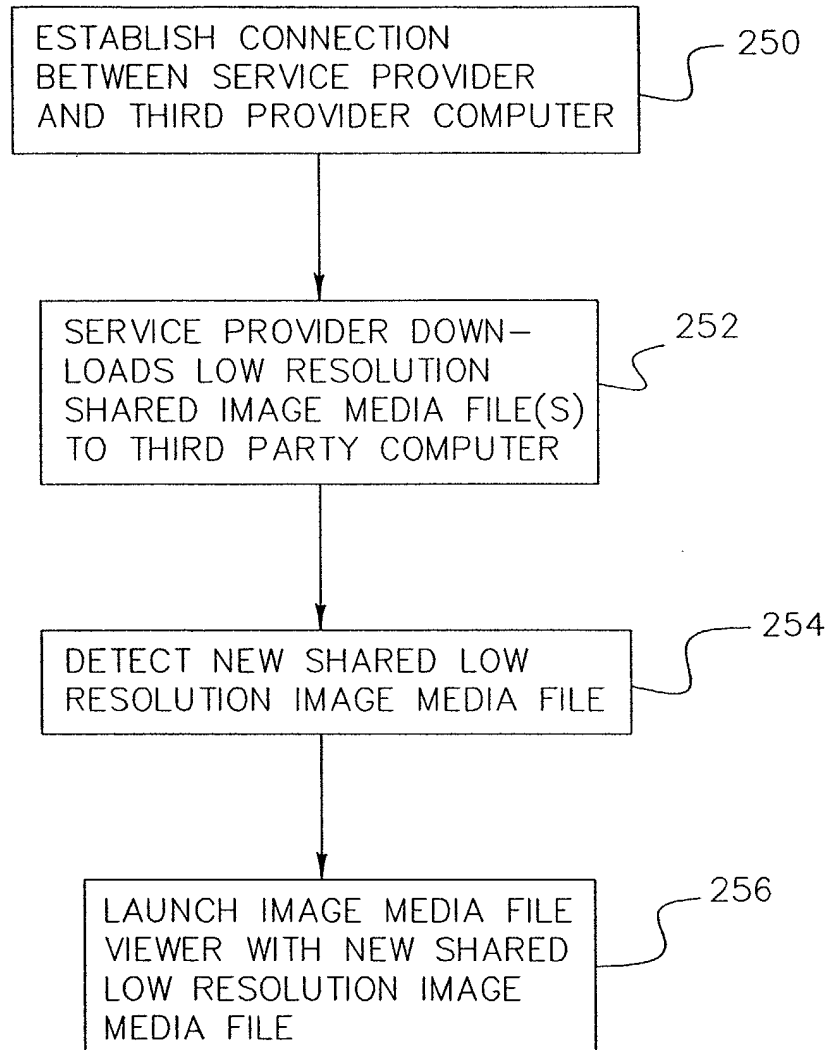 ESTABLISH CONNECTION
BETWEEN SERVICE PROVIDER
AND THIRD PROVIDER COMPUTER
250
SERVICE PROVIDER DOWN-
LOADS LOW RESOLUTION
SHARED IMAGE MEDIA FILE(S)
TO THIRD PARTY COMPUTER
252
DETECT NEW SHARED LOW
RESOLUTION IMAGE MEDIA FILE
254
LAUNCH IMAGE MEDIA FILE
VIEWER WITH NEW SHARED
LOW RESOLUTION IMAGE
MEDIA FILE
256